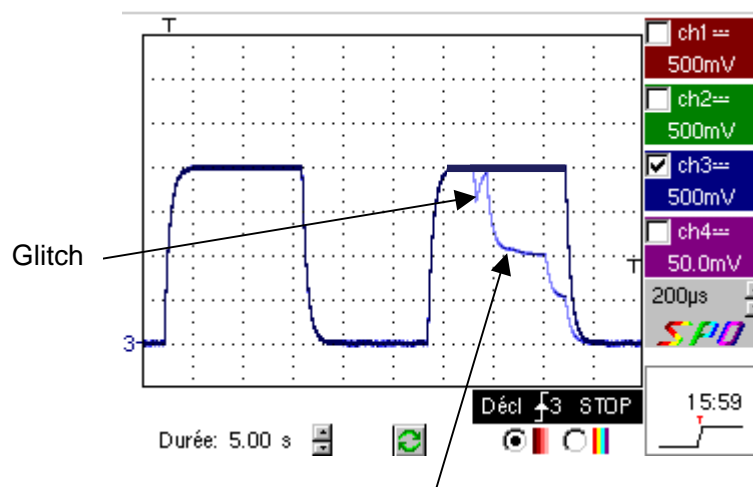 T
ch1
500mV
ch2
500mV
ch3
500mV
ch4
50.0mV
Glitch
T
200µs
3
SPO
Décl 3 STOP
15:59
T
Durée: 5.00 s